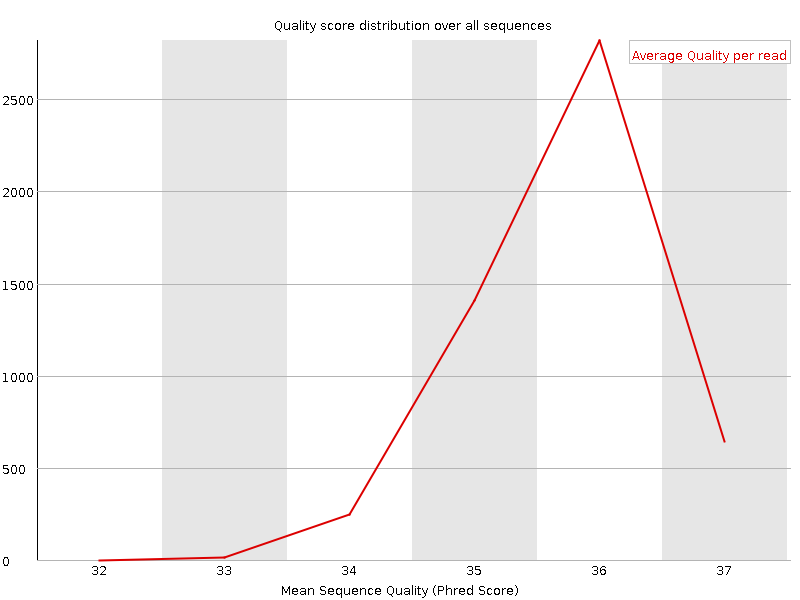 Quality score distribution over all sequences
Average Quality per read
2500
2000
1500
1000
500
0
32 33 34 35 36 37
Mean Sequence Quality (Phred Score)